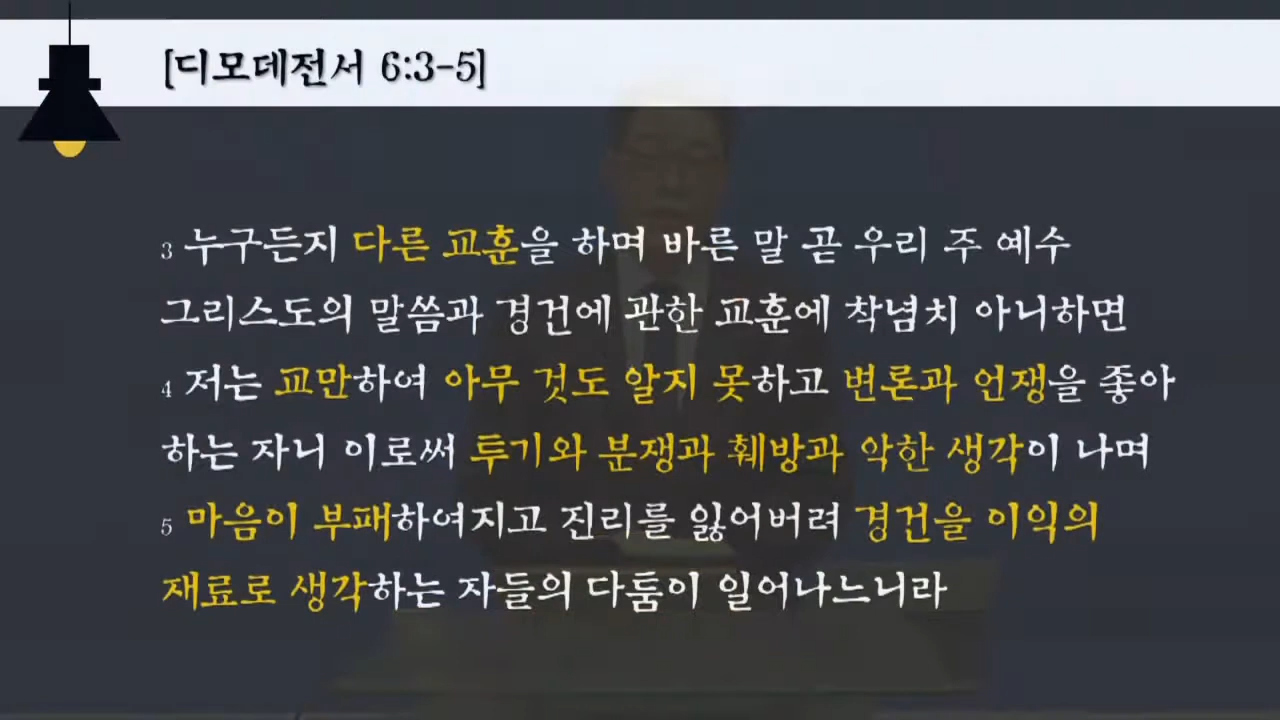 [디모데전서 6:3-5]
3 누구든지 다른 교훈을 하며 바른 말 곧 우리 주 예수
그리스도의 말씀과 경건에 관한 교훈에 착념치 아니하면
4 저는 교만하여 아무 것도 알지 못하고 변론과 언쟁을 좋아
하는 자니 이로써 투기와 분쟁과 훼방과 악한 생각이 나며
5 마음이 부패하여지고 진리를 잃어버려 경건을 이익의
재료로 생각하는 자들의 다툼이 일어나느니라